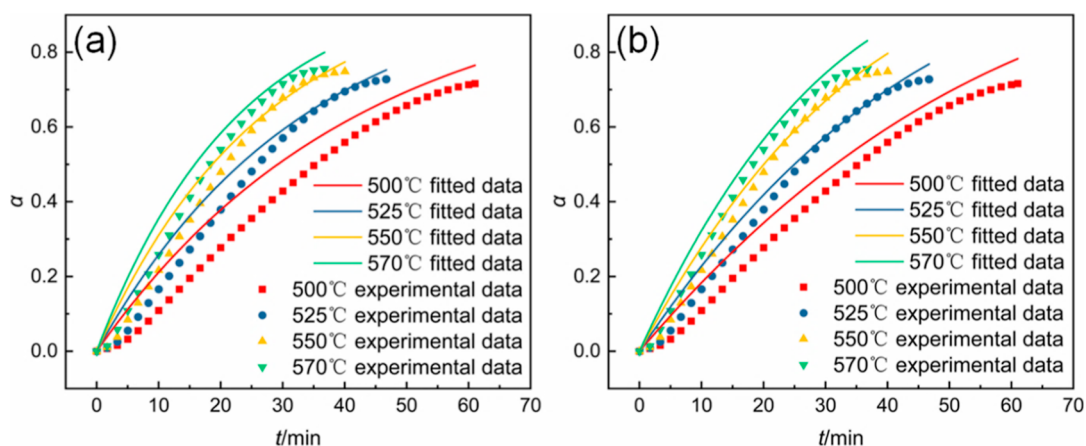 (a)
0.8
0.6
0.4
0.2
0.0
α
500℃ fitted data
525℃ fitted data
550℃ fitted data
570℃ fitted data
500℃ experimental data
525℃ experimental data
550℃ experimental data
570℃ experimental data
0 10 20 30 40 50 60 70
t/min
(b)
0.8
0.6
0.4
0.2
0.0
α
500℃ fitted data
525℃ fitted data
550℃ fitted data
570℃ fitted data
500℃ experimental data
525℃ experimental data
550℃ experimental data
570℃ experimental data
0 10 20 30 40 50 60 70
t/min